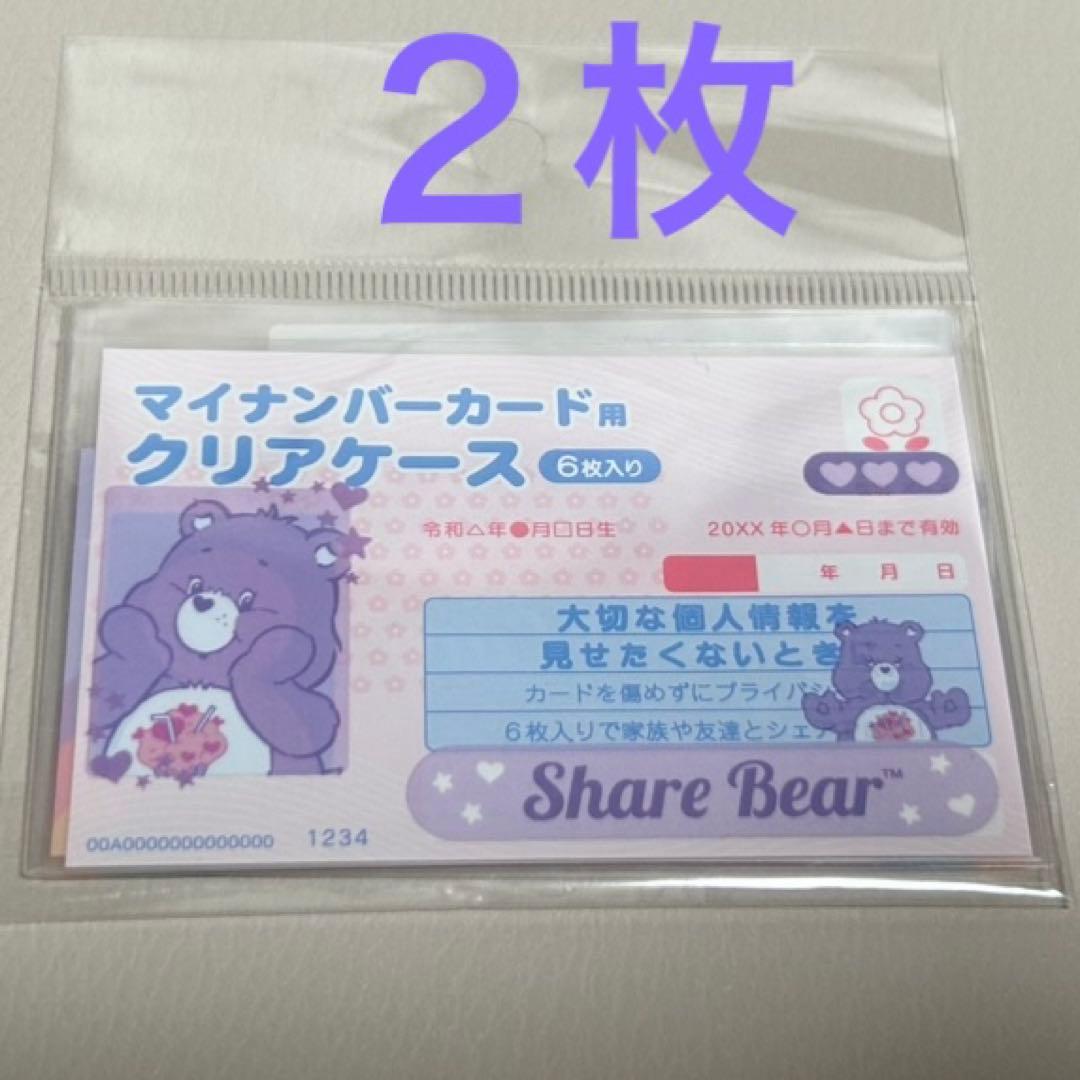 2枚
マイナンバーカード用
クリアケース 6枚入り
令和△年●月□日生
20XX年○月▲日まで有効
年 月 日
大切な個人情報を
見せたくないとき
カードを傷めずにプライバシ
6枚入りで家族や友達とシェア
Share Bear™
00A0000000000000 1234